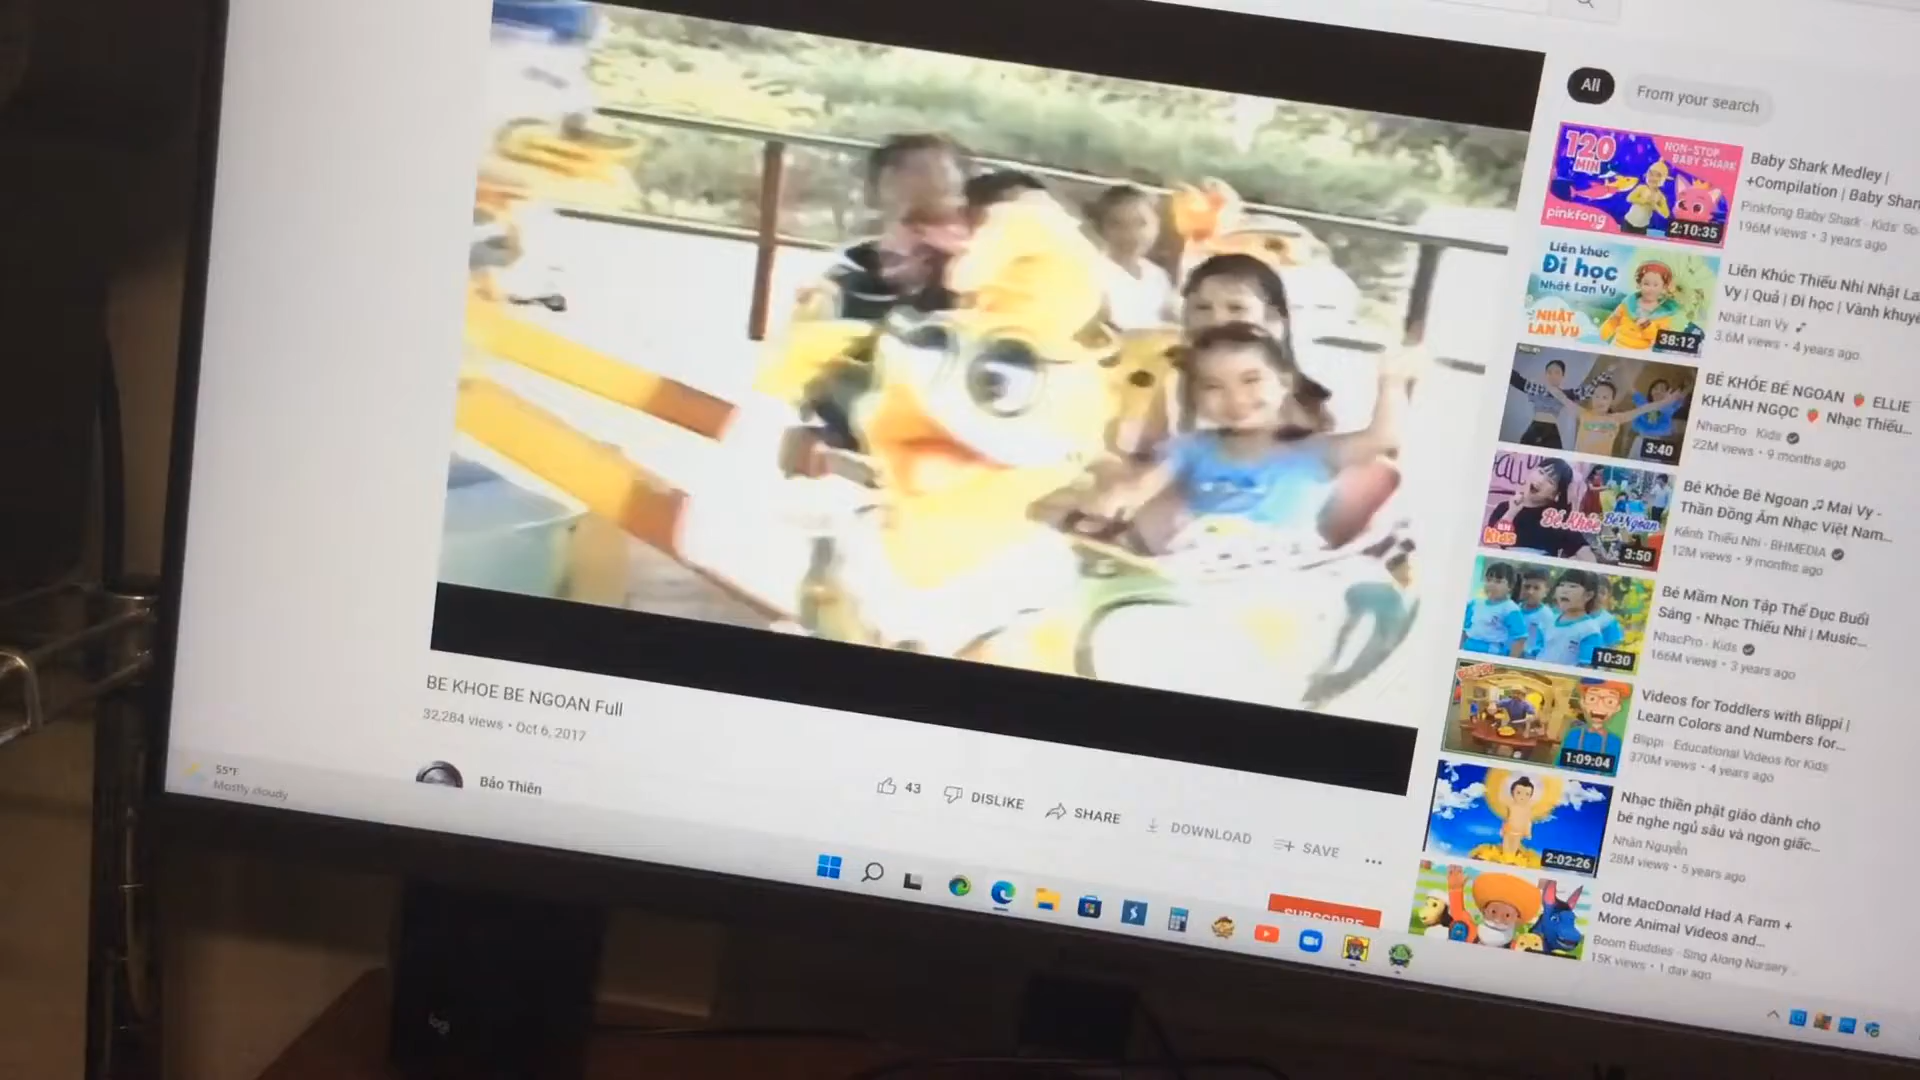 All
From your search
120
MIN
NON-STOP
BABY SHARK
pinkfong
2:10:35
Baby Shark Medley |
+Compilation | Baby Shar
Pinkfong Baby Shark - Kids' So
196M views • 3 years ago
Liên khúc
Đi học
Nhật Lan Vy
NHẬT
LAN VY
38:12
Liên Khúc Thiếu Nhi Nhật La
Vy | Quả | Đi học | Vành khuyê
Nhật Lan Vy
3.6M views • 4 years ago
3:40
BÉ KHỎE BÉ NGOAN 🍓 ELLIE
KHÁNH NGỌC 🍓 Nhạc Thiếu...
NhacPro - Kids
22M views • 9 months ago
Bé Khỏe Bé Ngoan
Kids
3:50
Bé Khỏe Bé Ngoan ♫ Mai Vy -
Thần Đồng Âm Nhạc Việt Nam...
Kênh Thiếu Nhi - BHMEDIA
12M views • 9 months ago
10:30
Bé Mầm Non Tập Thể Dục Buổi
Sáng - Nhạc Thiếu Nhi | Music...
NhacPro - Kids
166M views • 3 years ago
1:09:04
Videos for Toddlers with Blippi |
Learn Colors and Numbers for...
Blippi - Educational Videos for Kids
370M views • 4 years ago
2:02:26
Nhạc thiền phật giáo dành cho
bé nghe ngủ sâu và ngon giấc...
Nhàn Nguyễn
28M views • 5 years ago
Old MacDonald Had A Farm +
More Animal Videos and...
Boom Buddies - Sing Along Nursery ...
15K views • 1 day ago
BE KHOE BE NGOAN Full
32,284 views • Oct 6, 2017
Bảo Thiên
43
DISLIKE
SHARE
DOWNLOAD
SAVE
...
SUBSCRIBE
55°F
Mostly cloudy
logi